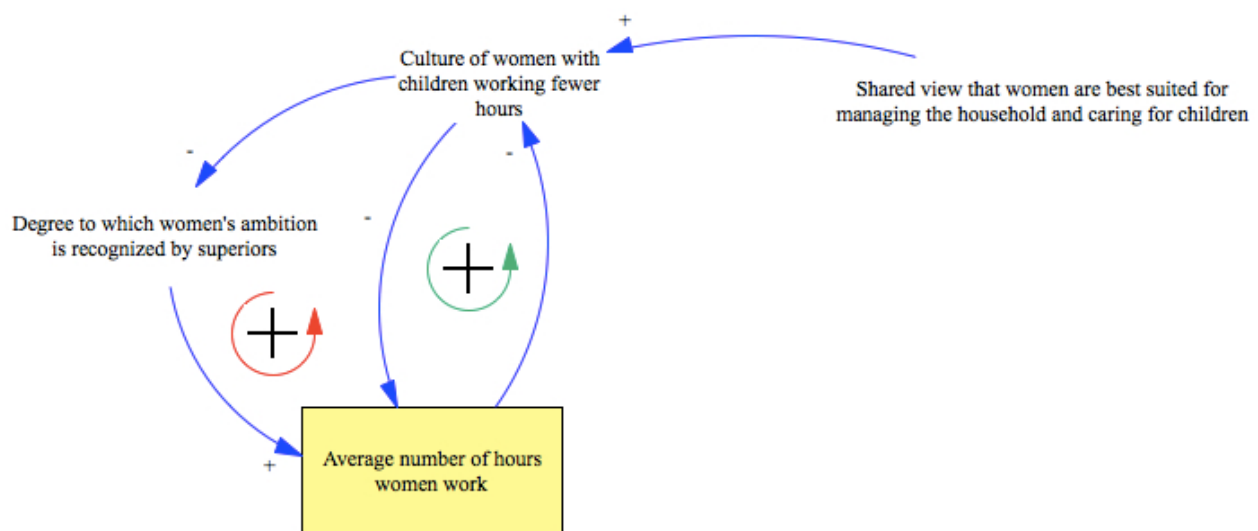 +
Culture of women with
children working fewer
hours
Shared view that women are best suited for
managing the household and caring for children
-
-
Degree to which women's ambition
is recognized by superiors
-
+
+
+
Average number of hours
women work